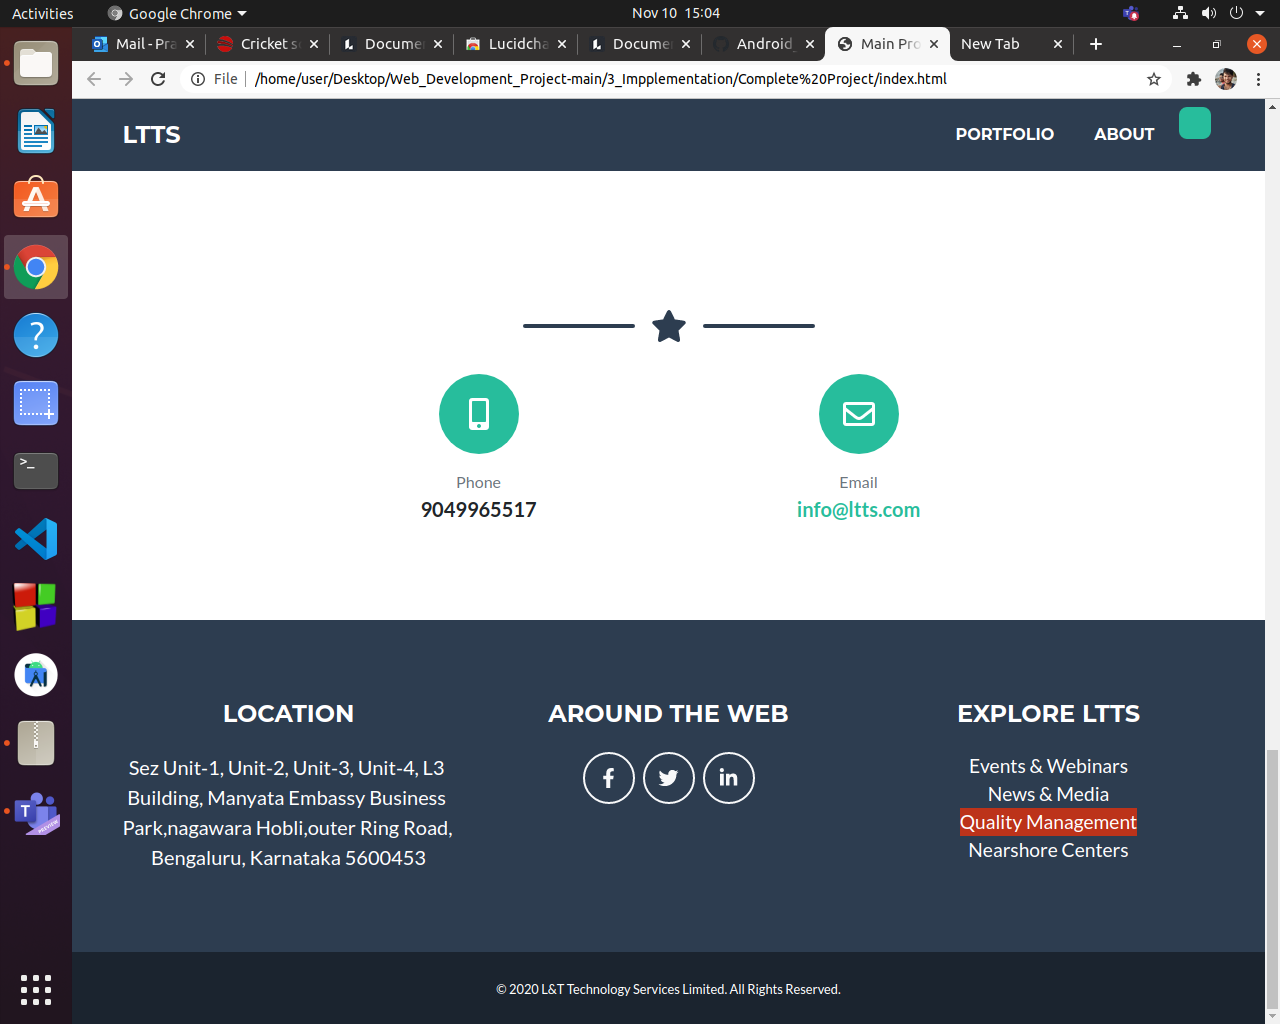 Activities
Google Chrome
Nov 10 15:04
Mail - Pra
Cricket s
Docume
Lucidcha
Docume
Android
Main Pro
New Tab
File
/home/user/Desktop/Web_Development_Project-main/3_Impplementation/Complete%20Project/index.html
LTTS
PORTFOLIO
ABOUT
Phone
9049965517
Email
info@ltts.com
LOCATION
Sez Unit-1, Unit-2, Unit-3, Unit-4, L3
Building, Manyata Embassy Business
Park,nagawara Hobli,outer Ring Road,
Bengaluru, Karnataka 5600453
AROUND THE WEB
EXPLORE LTTS
Events & Webinars
News & Media
Quality Management
Nearshore Centers
© 2020 L&T Technology Services Limited. All Rights Reserved.